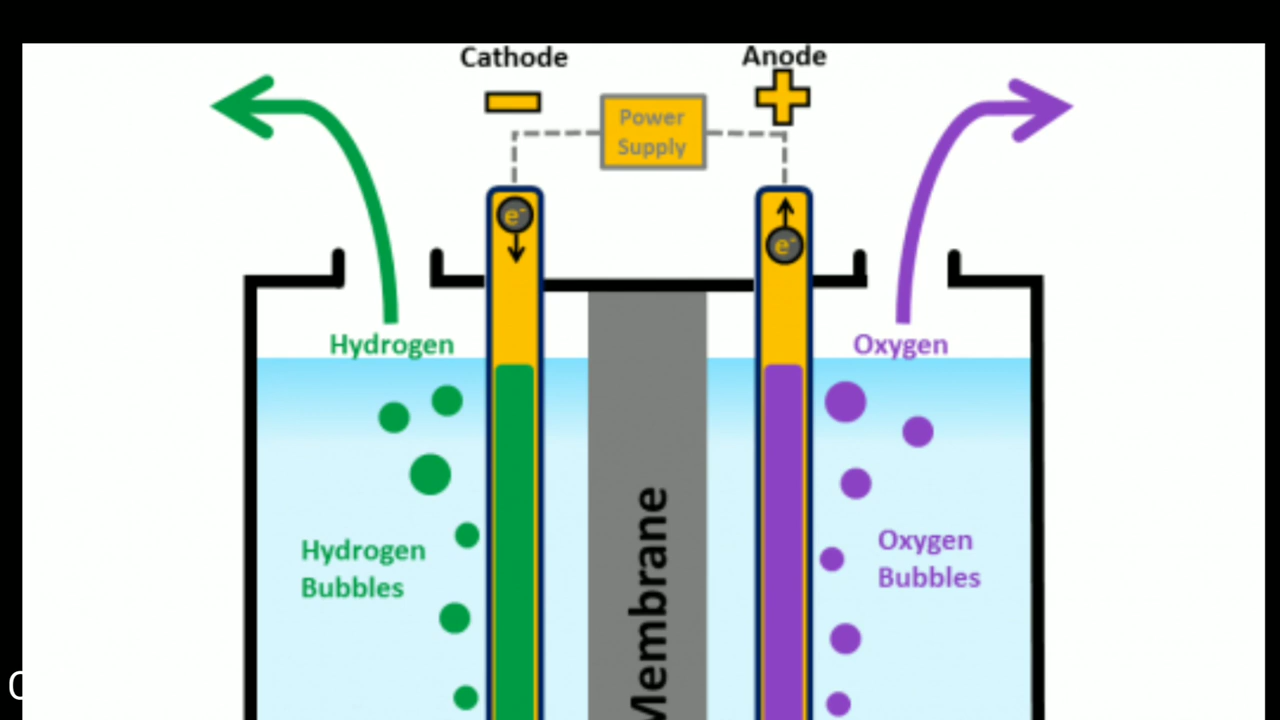 Cathode
Anode
Power
Supply
e-
e-
Hydrogen
Oxygen
Hydrogen
Bubbles
Oxygen
Bubbles
Membrane